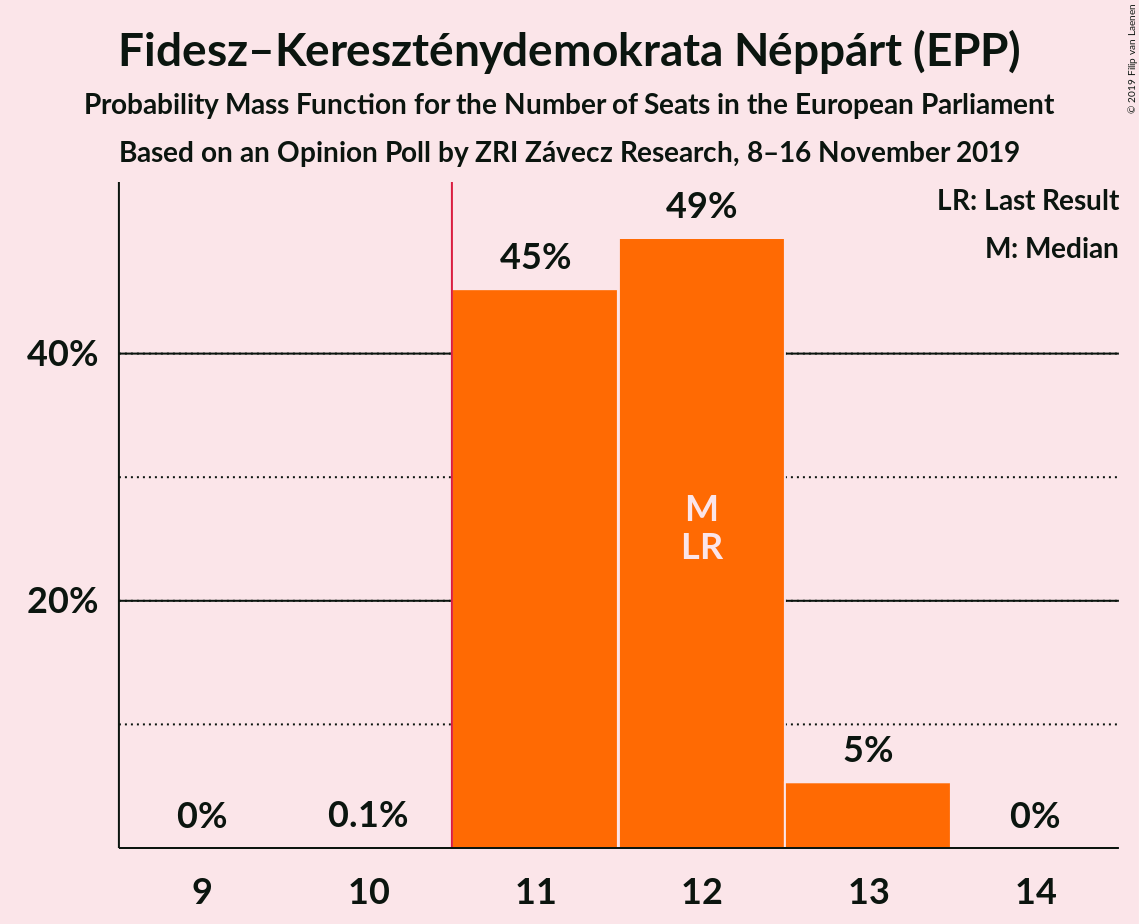 Fidesz–Kereszténydemokrata Néppárt (EPP)
Probability Mass Function for the Number of Seats in the European Parliament
Based on an Opinion Poll by ZRI Závecz Research, 8–16 November 2019
© 2019 Filip van Laenen
LR: Last Result
M: Median
49%
45%
40%
M
LR
20%
5%
0%
0.1%
0%
9
10
11
12
13
14